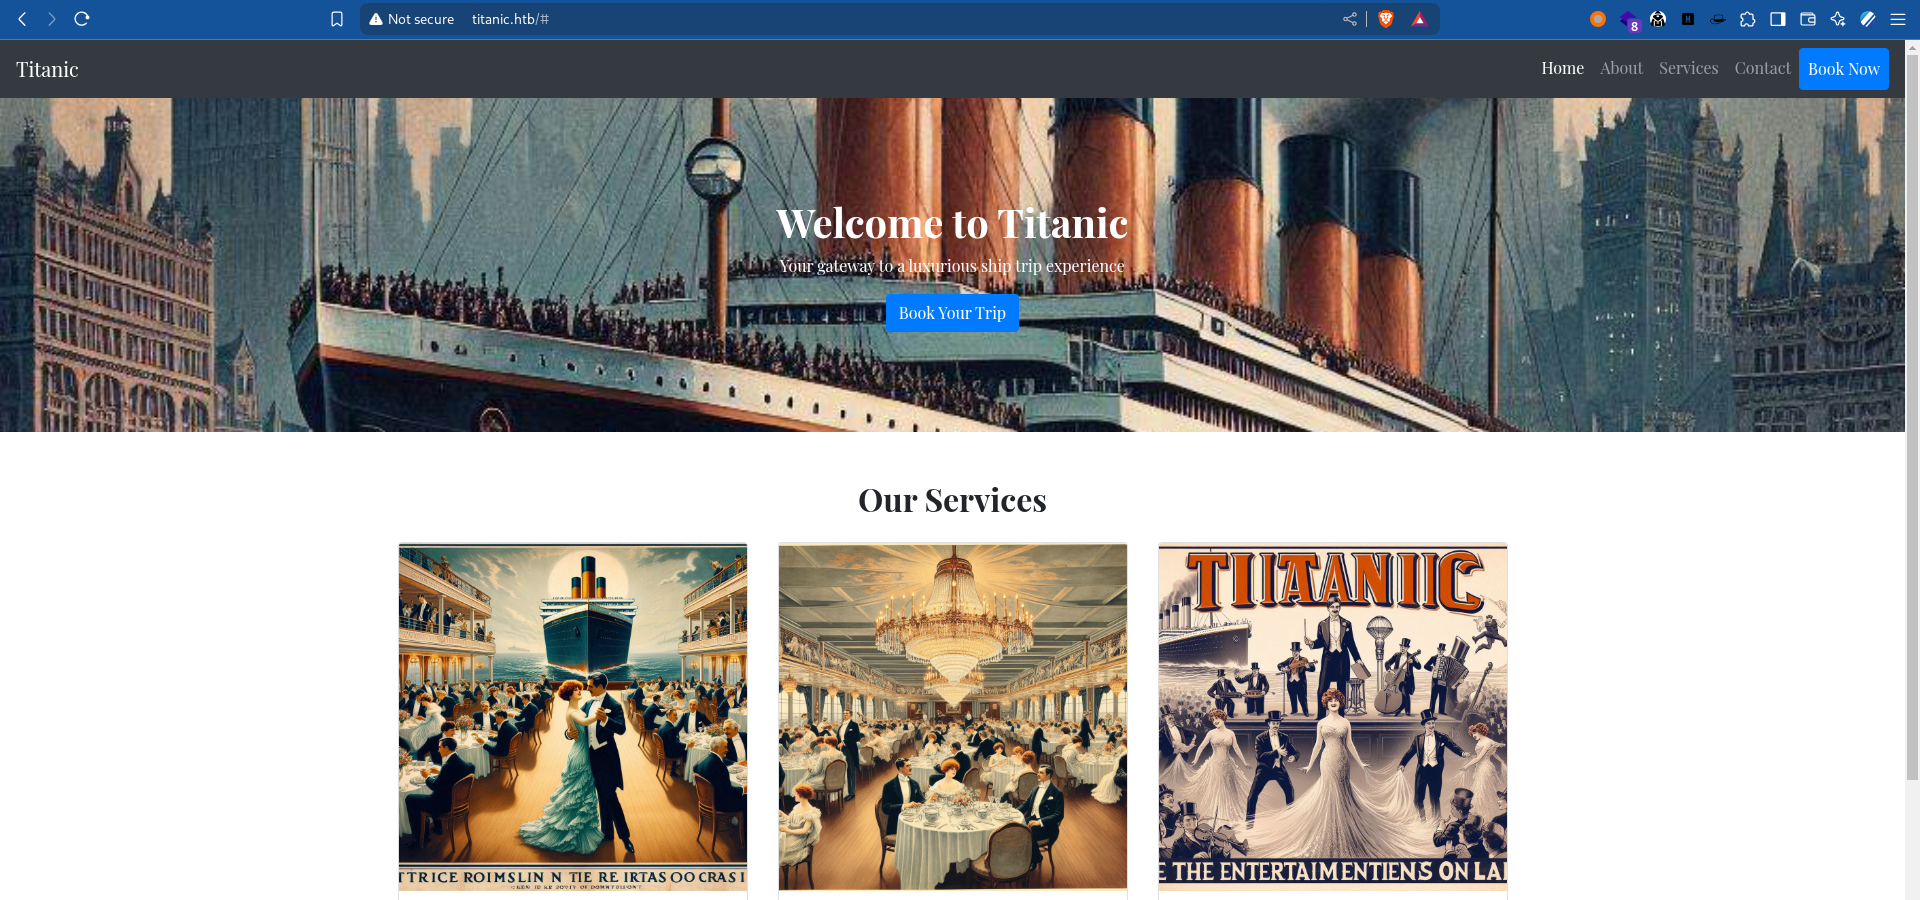 Not secure titanic.htb/#
8
Titanic
Home About Services Contact Book Now
Welcome to Titanic
Your gateway to a luxurious ship trip experience
Book Your Trip
Our Services
TITANIC
TTRICE ROIMSLIN N TIE RE IRTAS OO CRAS I
E THE ENTERTAIMENTIENS ON LAI